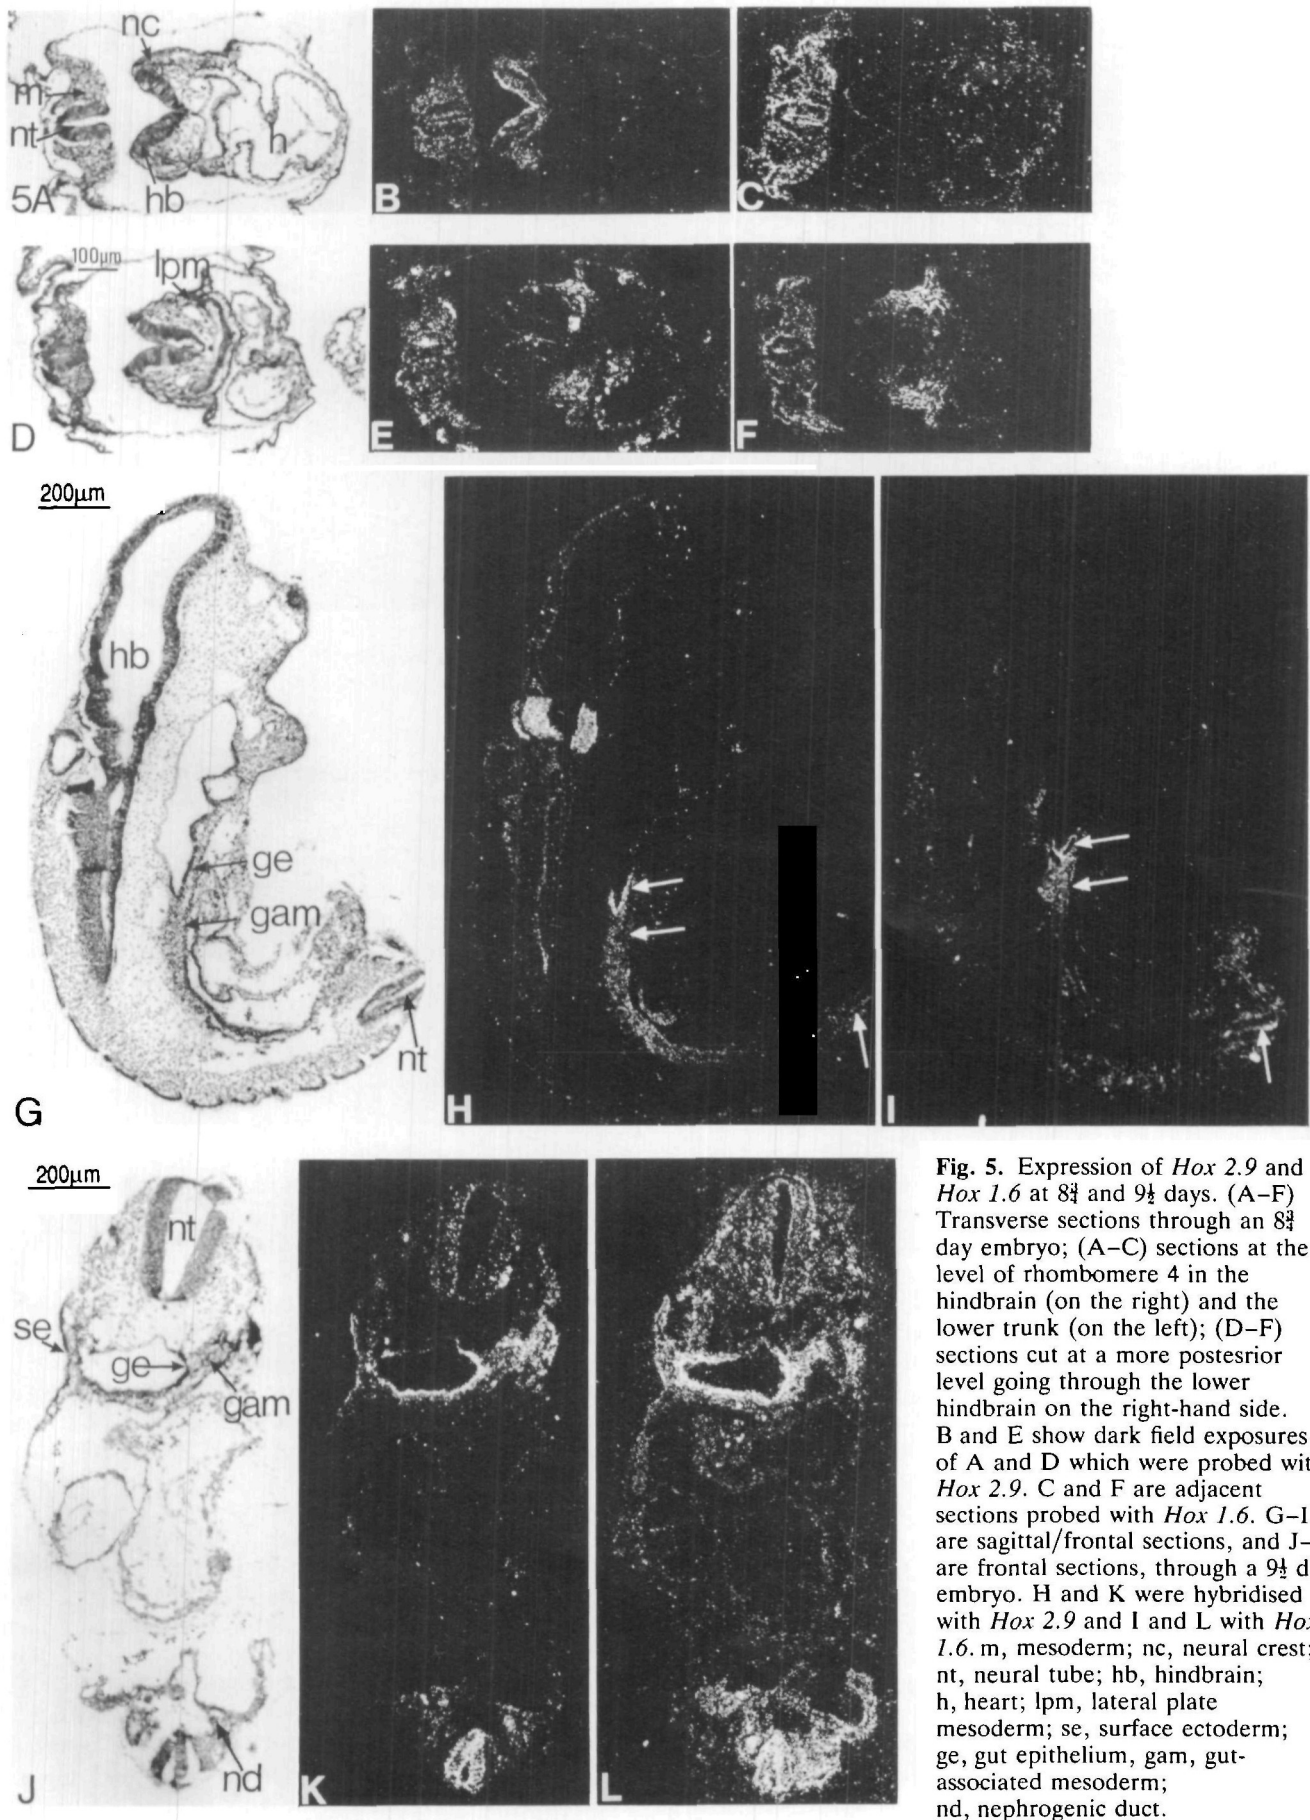 nc
m
nt
h
5A
hb
B
C
100µm
lpm
D
E
F
200µm
hb
ge
gam
nt
G
H
I
200µm
nt
se
ge
gam
nd
J
K
L
Fig. 5. Expression of Hox 2.9 and
Hox 1.6 at 8¾ and 9½ days. (A–F)
Transverse sections through an 8¾
day embryo; (A–C) sections at the
level of rhombomere 4 in the
hindbrain (on the right) and the
lower trunk (on the left); (D–F)
sections cut at a more postesrior
level going through the lower
hindbrain on the right-hand side.
B and E show dark field exposures
of A and D which were probed wit
Hox 2.9. C and F are adjacent
sections probed with Hox 1.6. G–I
are sagittal/frontal sections, and J–
are frontal sections, through a 9½ d
embryo. H and K were hybridised
with Hox 2.9 and I and L with Ho
1.6. m, mesoderm; nc, neural crest;
nt, neural tube; hb, hindbrain;
h, heart; lpm, lateral plate
mesoderm; se, surface ectoderm;
ge, gut epithelium, gam, gut-
associated mesoderm;
nd, nephrogenic duct.